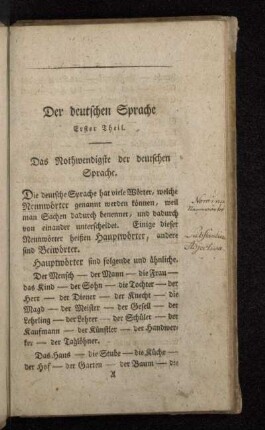 Der deutschen Sprache
Erster Theil.
Das Nothwendigste der deutschen
Sprache.
Die deutsche Sprache hat viele Wörter, welche
Nennwörter genannt werden können, weil
man Sachen dadurch benennet, und dadurch
von einander unterscheidet. Einige dieser
Nennwörter heißen Hauptwörter, andere
sind Beiwörter.
Hauptwörter sind folgende und ähnliche.
Der Mensch — der Mann — die Frau —
das Kind — der Sohn — die Tochter — der
Herr — der Diener — der Knecht — die
Magd — der Meister — der Gesell — der
Lehrling — der Lehrer — der Schüler — der
Kaufmann — der Künstler — der Handwer-
ker — der Taglöhner.
Das Haus — die Stube — die Küche —
der Hof — der Garten — der Baum — die
A